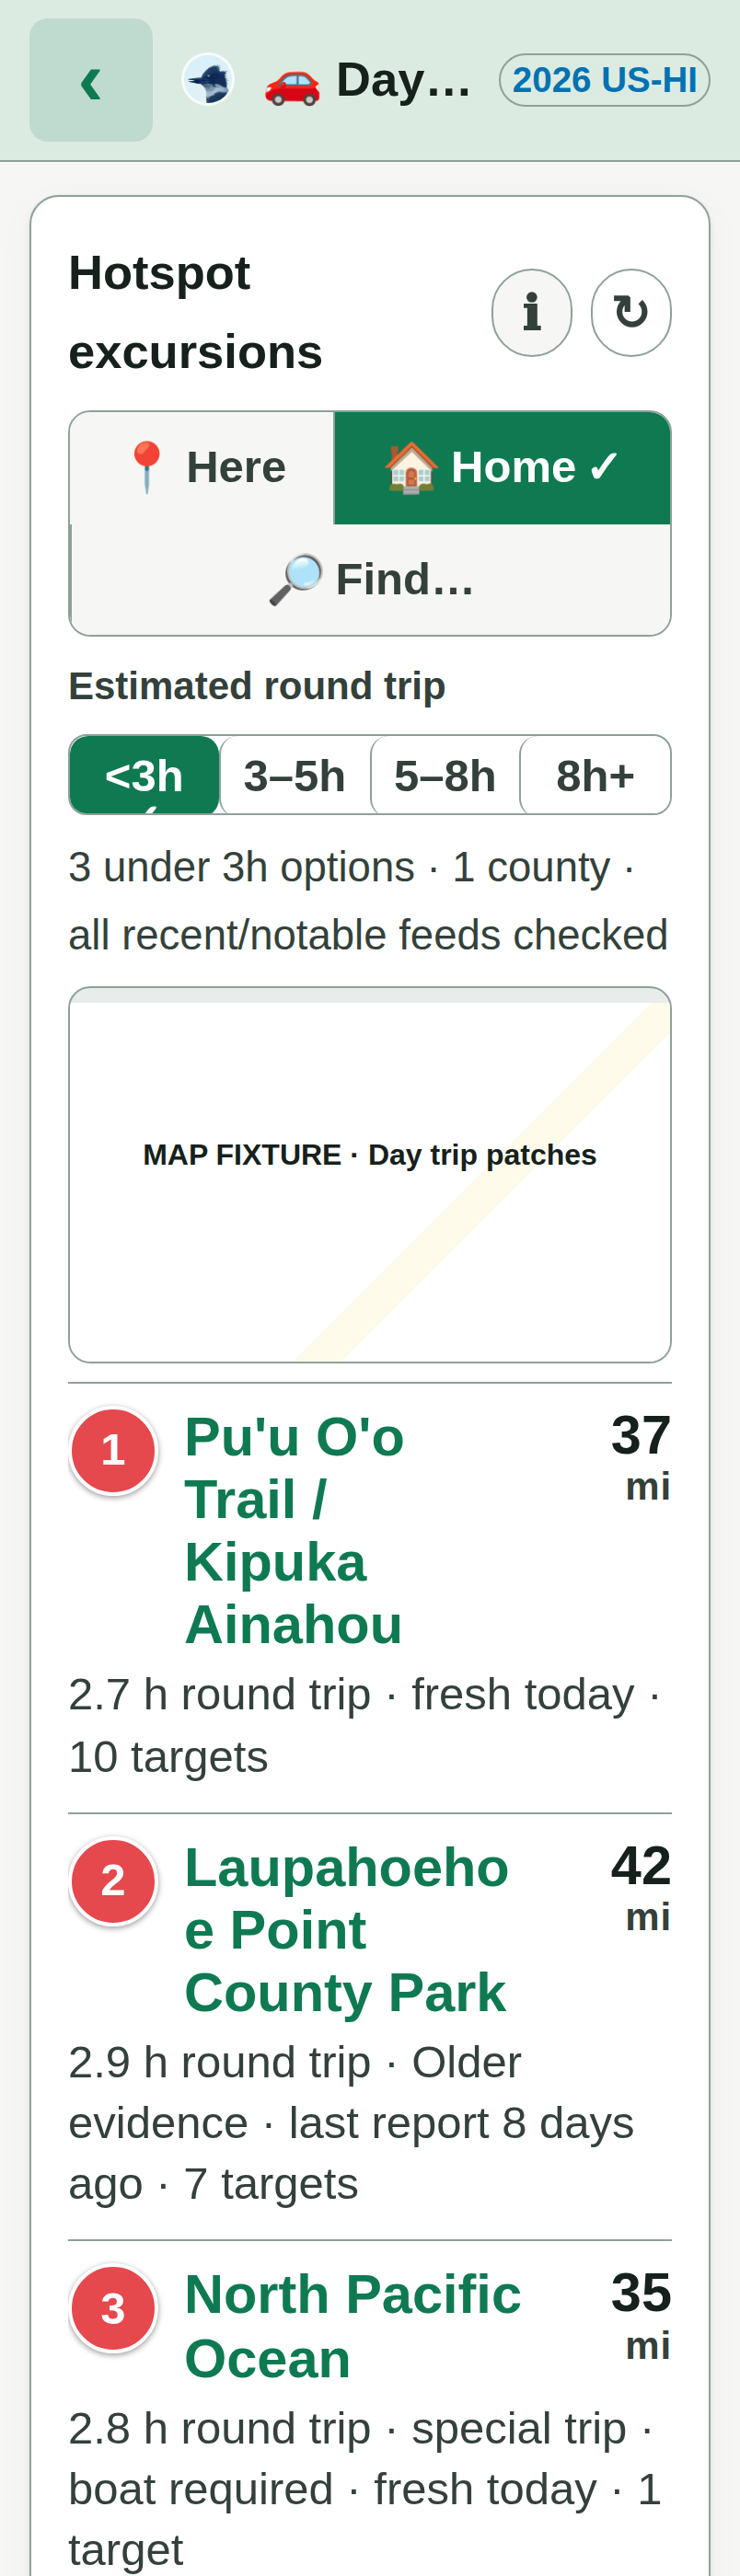 ‹ 🚗 Day… 2026 US-HI
Hotspot
excursions
ℹ ↻
📍 Here 🏠 Home ✓
🔎 Find…
Estimated round trip
<3h 3–5h 5–8h 8h+
3 under 3h options · 1 county ·
all recent/notable feeds checked
MAP FIXTURE · Day trip patches
1 Pu'u O'o 37
Trail / mi
Kipuka
Ainahou
2.7 h round trip · fresh today ·
10 targets
2 Laupahoeho 42
e Point mi
County Park
2.9 h round trip · Older
evidence · last report 8 days
ago · 7 targets
3 North Pacific 35
Ocean mi
2.8 h round trip · special trip ·
boat required · fresh today · 1
target